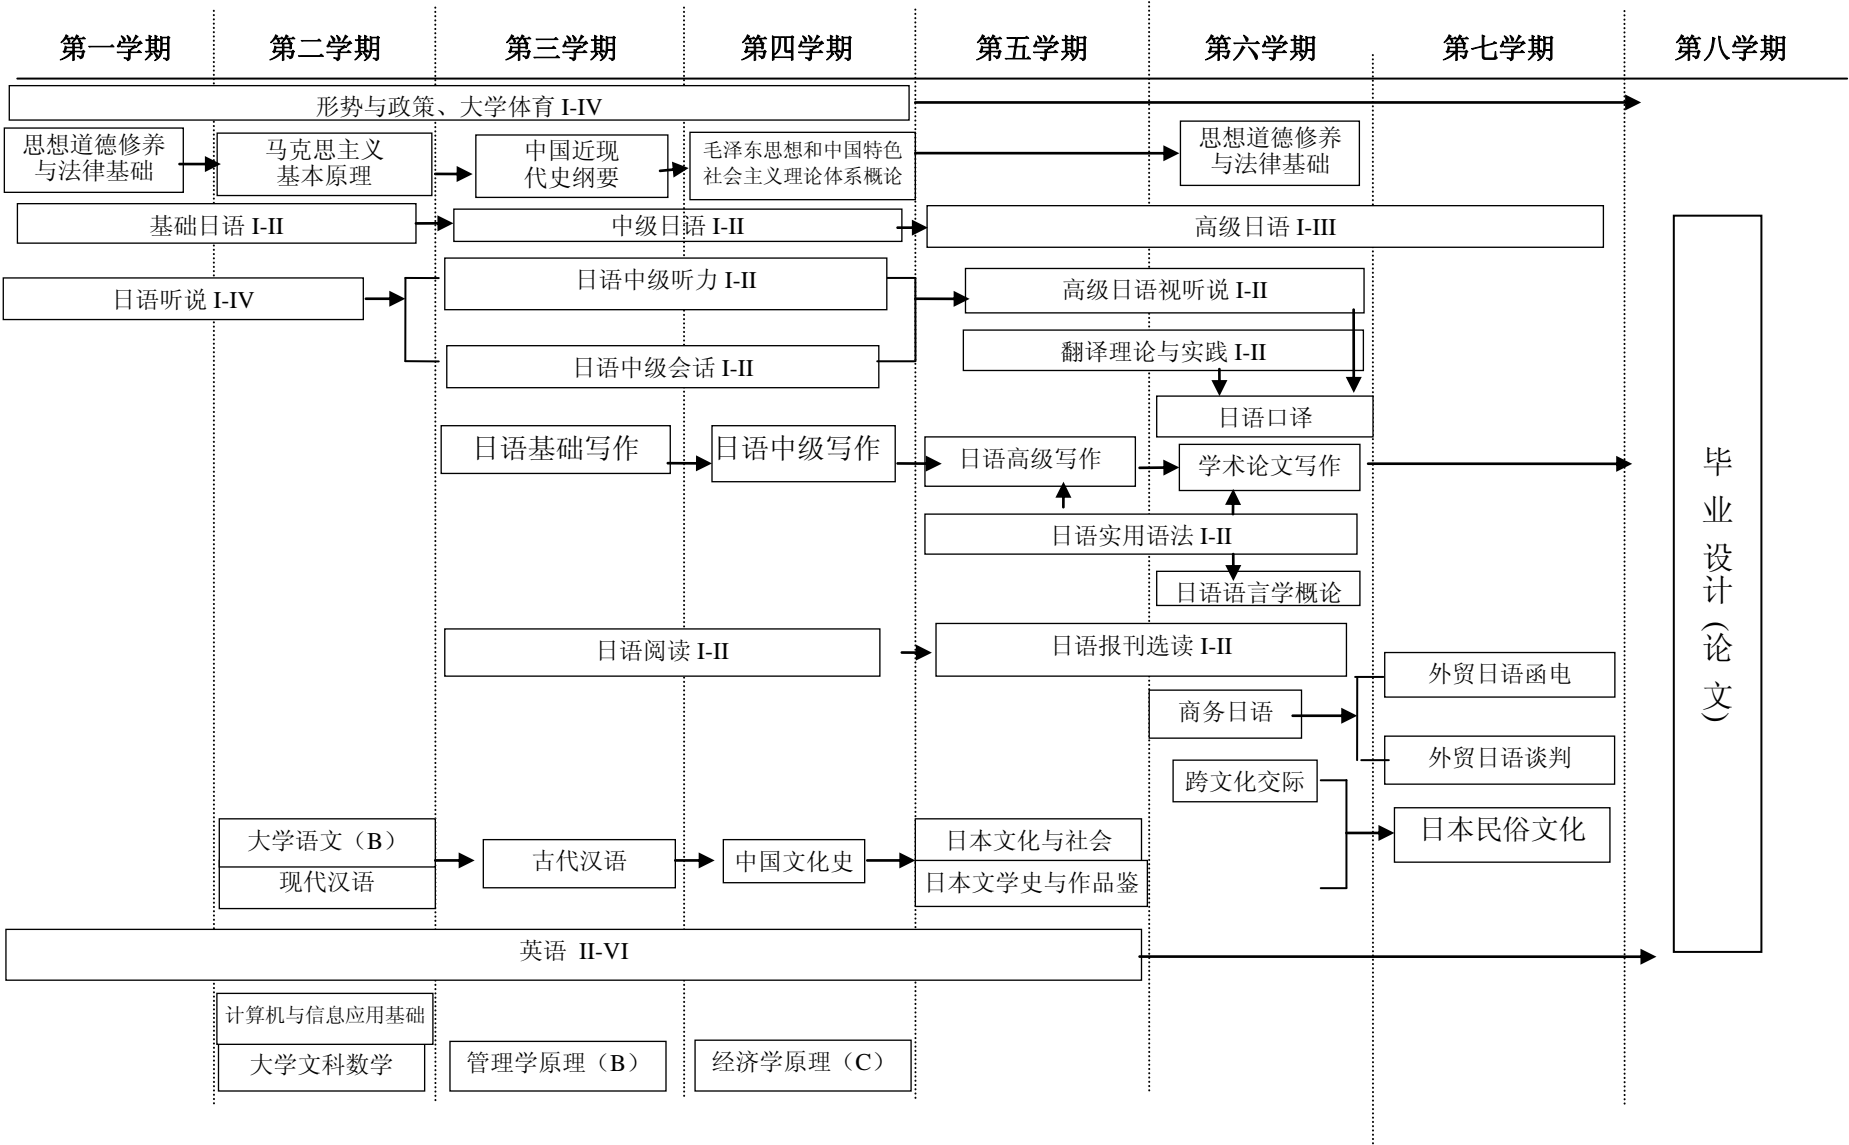 第一学期
第二学期
第三学期
第四学期
第五学期
第六学期
第七学期
第八学期
形势与政策、大学体育 I-IV
思想道德修养
与法律基础
马克思主义
基本原理
中国近现
代史纲要
毛泽东思想和中国特色
社会主义理论体系概论
思想道德修养
与法律基础
基础日语 I-II
中级日语 I-II
高级日语 I-III
日语听说 I-IV
日语中级听力 I-II
高级日语视听说 I-II
日语中级会话 I-II
翻译理论与实践 I-II
日语口译
日语基础写作
日语中级写作
日语高级写作
学术论文写作
日语实用语法 I-II
日语语言学概论
日语阅读 I-II
日语报刊选读 I-II
外贸日语函电
商务日语
外贸日语谈判
跨文化交际
日本民俗文化
大学语文（B）
现代汉语
古代汉语
中国文化史
日本文化与社会
日本文学史与作品鉴
英语 II-VI
计算机与信息应用基础
大学文科数学
管理学原理（B）
经济学原理（C）
毕业设计(论文)